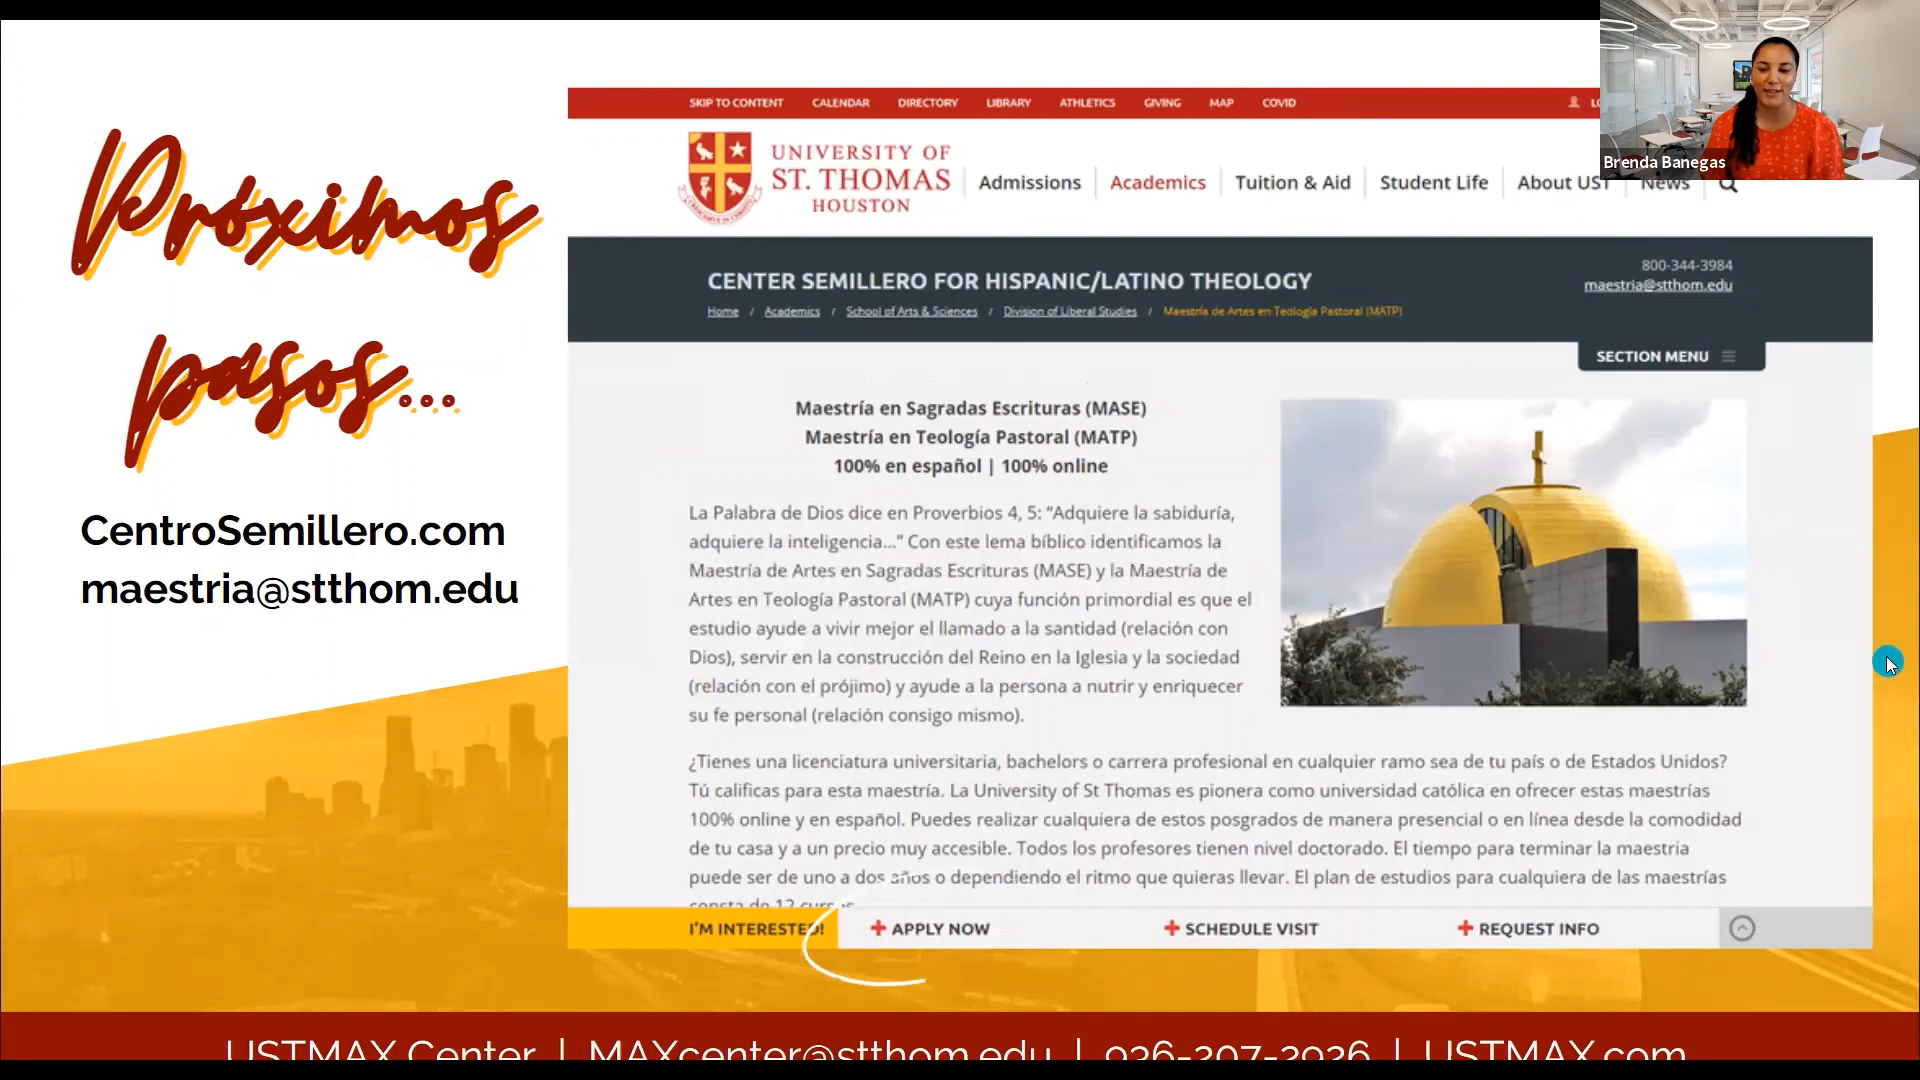 Próximos
pasos...
CentroSemillero.com
maestria@stthom.edu
SKIP TO CONTENT CALENDAR DIRECTORY LIBRARY ATHLETICS GIVING MAP COVID
UNIVERSITY OF
ST. THOMAS
HOUSTON
Admissions Academics Tuition & Aid Student Life About UST News
Brenda Banegas
CENTER SEMILLERO FOR HISPANIC/LATINO THEOLOGY
Home / Academics / School of Arts & Sciences / Division of Liberal Studies / Maestría de Artes en Teología Pastoral (MATP)
800-344-3984
maestria@stthom.edu
SECTION MENU
Maestría en Sagradas Escrituras (MASE)
Maestría en Teología Pastoral (MATP)
100% en español | 100% online
La Palabra de Dios dice en Proverbios 4, 5: “Adquiere la sabiduría,
adquiere la inteligencia...” Con este lema bíblico identificamos la
Maestría de Artes en Sagradas Escrituras (MASE) y la Maestría de
Artes en Teología Pastoral (MATP) cuya función primordial es que el
estudio ayude a vivir mejor el llamado a la santidad (relación con
Dios), servir en la construcción del Reino en la Iglesia y la sociedad
(relación con el prójimo) y ayude a la persona a nutrir y enriquecer
su fe personal (relación consigo mismo).
¿Tienes una licenciatura universitaria, bachelors o carrera profesional en cualquier ramo sea de tu país o de Estados Unidos?
Tú calificas para esta maestría. La University of St Thomas es pionera como universidad católica en ofrecer estas maestrías
100% online y en español. Puedes realizar cualquiera de estos posgrados de manera presencial o en línea desde la comodidad
de tu casa y a un precio muy accesible. Todos los profesores tienen nivel doctorado. El tiempo para terminar la maestría
puede ser de uno a dos años o dependiendo el ritmo que quieras llevar. El plan de estudios para cualquiera de las maestrías
consta de 12 cursos
I'M INTERESTED! + APPLY NOW + SCHEDULE VISIT + REQUEST INFO
USTMAX Center | MAXcenter@stthom.edu | 936-207-2936 | USTMAX.com